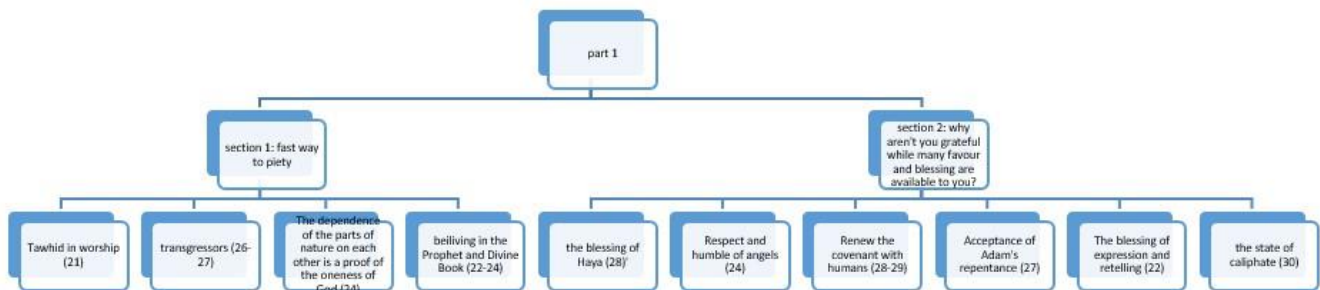 part 1
section 1: fast way
to piety
section 2: why
aren't you grateful
while many favour
and blessing are
available to you?
Tawhid in worship
(21)
transgressors (26-
27)
The dependence
of the parts of
nature on each
other is a proof of
the oneness of
God (24)
beiliving in the
Prophet and Divine
Book (22-24)
the blessing of
Haya (28)'
Respect and
humble of angels
(24)
Renew the
covenant with
humans (28-29)
Acceptance of
Adam's
repentance (27)
The blessing of
expression and
retelling (22)
the state of
caliphate (30)